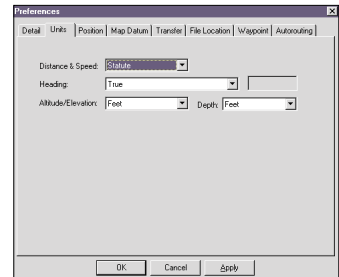 Preferences
Detail Units Position Map Datum Transfer File Location Waypoint Autorouting
Distance & Speed: Statute
Heading: True
Altitude/Elevation: Feet Depth: Feet
OK Cancel Apply